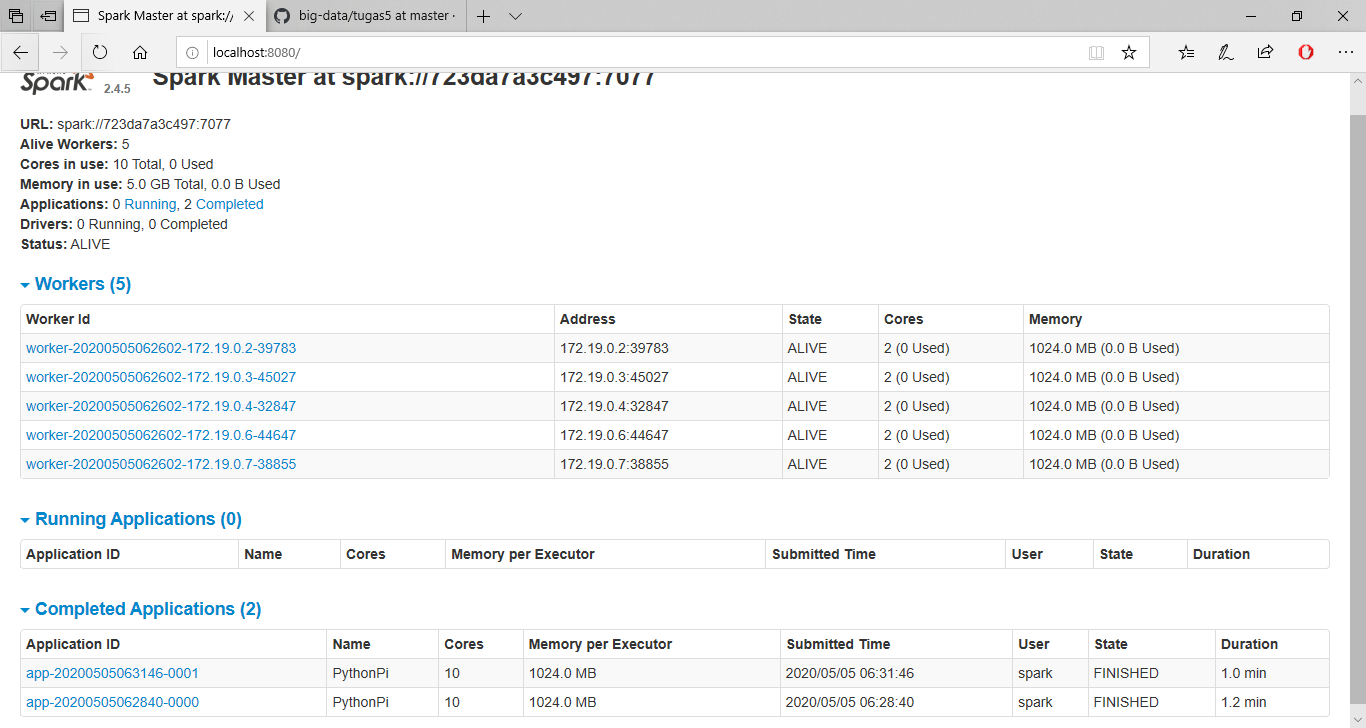 Spark Master at spark:// big-data/tugas5 at master ·
localhost:8080/
Spark 2.4.5 Spark Master at spark://723da7a3c497:7077
URL: spark://723da7a3c497:7077
Alive Workers: 5
Cores in use: 10 Total, 0 Used
Memory in use: 5.0 GB Total, 0.0 B Used
Applications: 0 Running, 2 Completed
Drivers: 0 Running, 0 Completed
Status: ALIVE
Workers (5)
Worker Id Address State Cores Memory
worker-20200505062602-172.19.0.2-39783 172.19.0.2:39783 ALIVE 2 (0 Used) 1024.0 MB (0.0 B Used)
worker-20200505062602-172.19.0.3-45027 172.19.0.3:45027 ALIVE 2 (0 Used) 1024.0 MB (0.0 B Used)
worker-20200505062602-172.19.0.4-32847 172.19.0.4:32847 ALIVE 2 (0 Used) 1024.0 MB (0.0 B Used)
worker-20200505062602-172.19.0.6-44647 172.19.0.6:44647 ALIVE 2 (0 Used) 1024.0 MB (0.0 B Used)
worker-20200505062602-172.19.0.7-38855 172.19.0.7:38855 ALIVE 2 (0 Used) 1024.0 MB (0.0 B Used)
Running Applications (0)
Application ID Name Cores Memory per Executor Submitted Time User State Duration
Completed Applications (2)
Application ID Name Cores Memory per Executor Submitted Time User State Duration
app-20200505063146-0001 PythonPi 10 1024.0 MB 2020/05/05 06:31:46 spark FINISHED 1.0 min
app-20200505062840-0000 PythonPi 10 1024.0 MB 2020/05/05 06:28:40 spark FINISHED 1.2 min